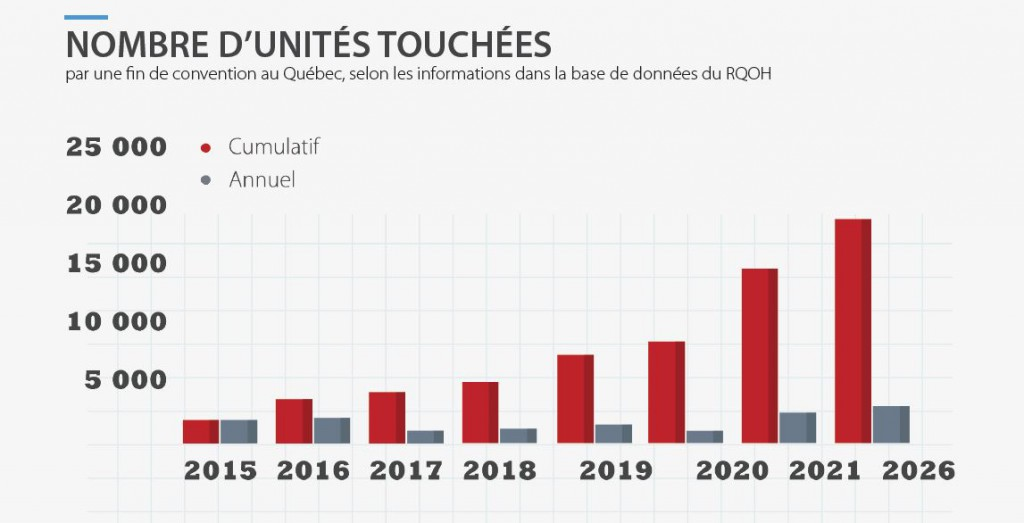 NOMBRE D'UNITÉS TOUCHÉES
par une fin de convention au Québec, selon les informations dans la base de données du RQOH
25 000
Cumulatif
Annuel
20 000
15 000
10 000
5 000
2015 2016 2017 2018 2019 2020 2021 2026